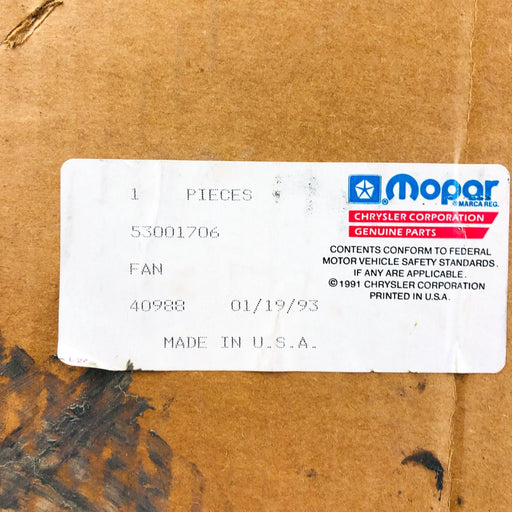 1 PIECES
53001706
FAN
40988 01/19/93
MADE IN U.S.A.
® Mopar
® MARCA REG.
CHRYSLER CORPORATION
GENUINE PARTS
CONTENTS CONFORM TO FEDERAL
MOTOR VEHICLE SAFETY STANDARDS.
IF ANY ARE APPLICABLE.
© 1991 CHRYSLER CORPORATION
PRINTED IN U.S.A.